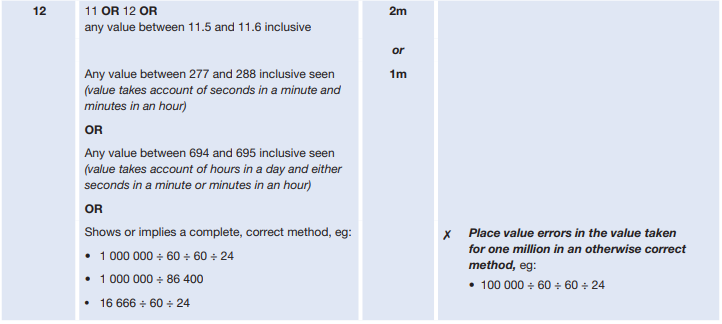 12
11 OR 12 OR
any value between 11.5 and 11.6 inclusive
2m
or
1m
Any value between 277 and 288 inclusive seen
(value takes account of seconds in a minute and
minutes in an hour)
OR
Any value between 694 and 695 inclusive seen
(value takes account of hours in a day and either
seconds in a minute or minutes in an hour)
OR
Shows or implies a complete, correct method, eg:
• 1 000 000 ÷ 60 ÷ 60 ÷ 24
• 1 000 000 ÷ 86 400
• 16 666 ÷ 60 ÷ 24
✗ Place value errors in the value taken
for one million in an otherwise correct
method, eg:
• 100 000 ÷ 60 ÷ 60 ÷ 24